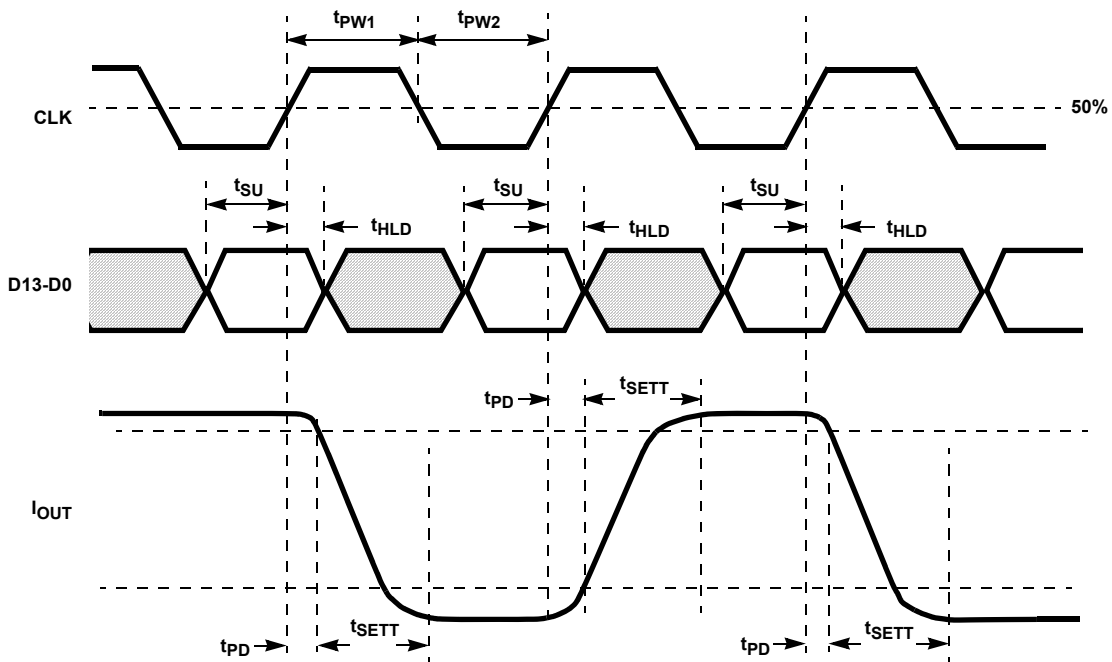 tPW1 tPW2
CLK
50%
tSU tSU tSU
tHLD tHLD tHLD
D13-D0
tPD tSETT
IOUT
tPD tSETT tPD tSETT